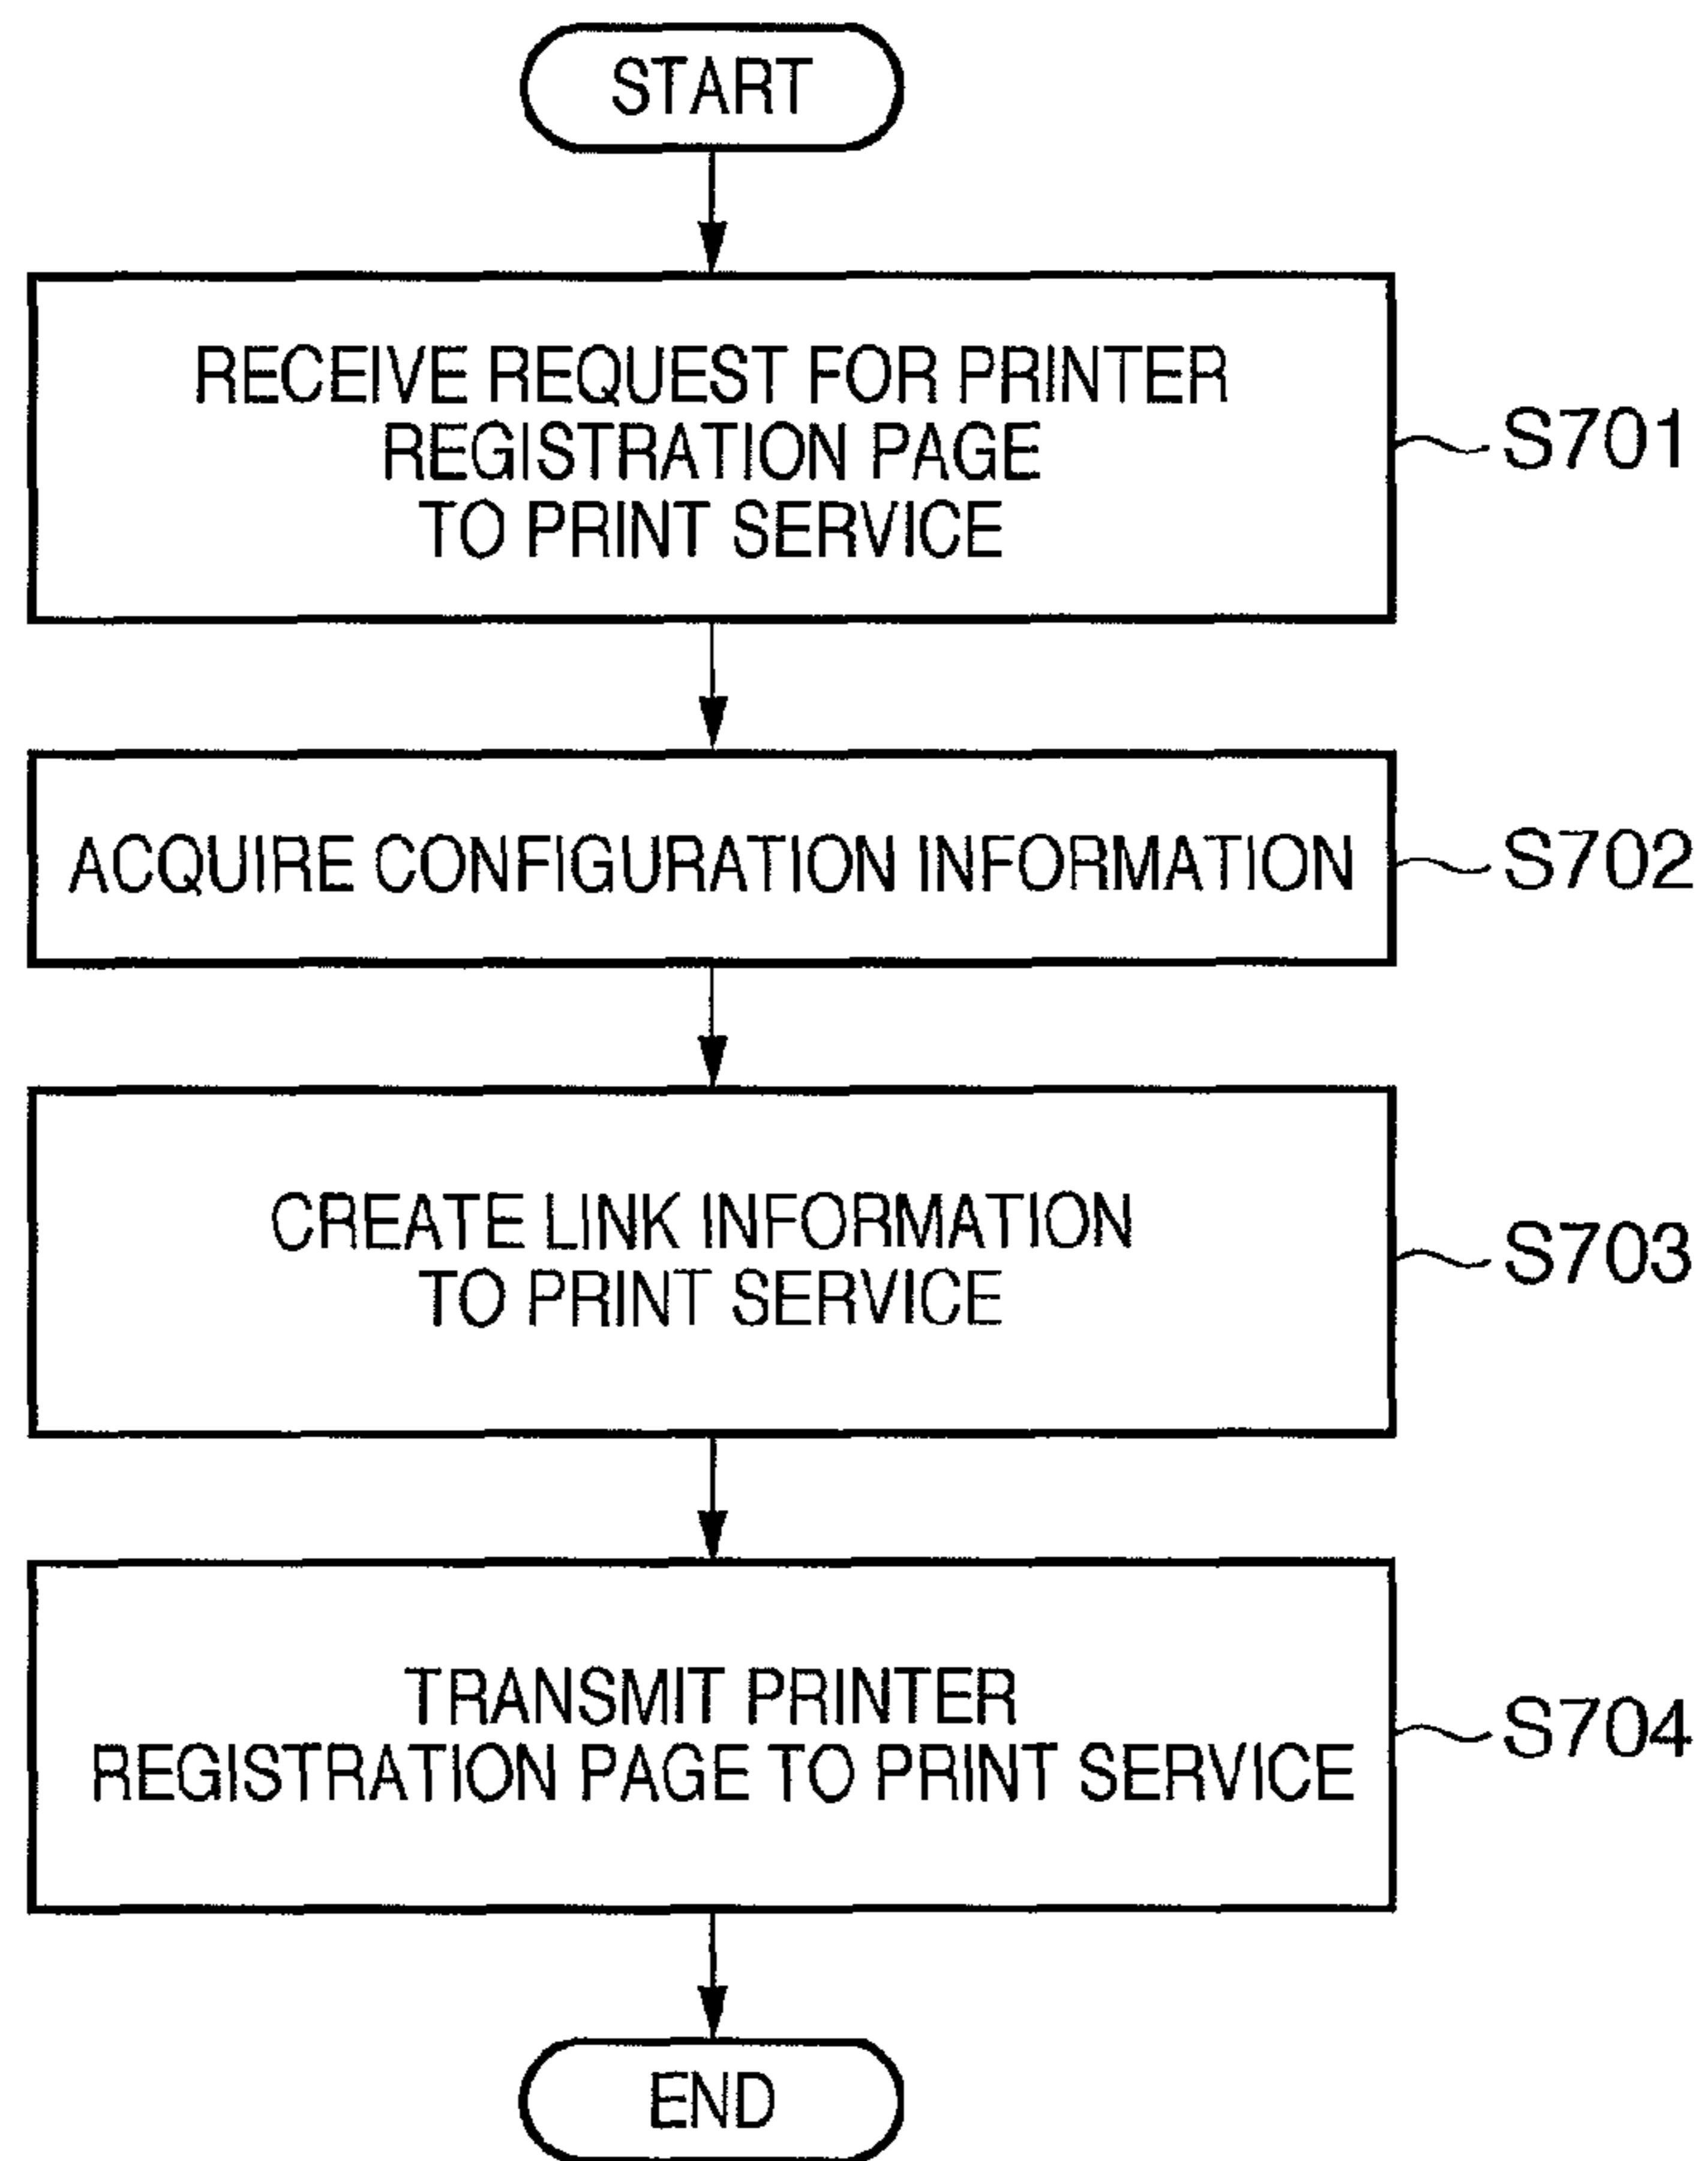 START
RECEIVE REQUEST FOR PRINTER
REGISTRATION PAGE
TO PRINT SERVICE
S701
ACQUIRE CONFIGURATION INFORMATION
S702
CREATE LINK INFORMATION
TO PRINT SERVICE
S703
TRANSMIT PRINTER
REGISTRATION PAGE TO PRINT SERVICE
S704
END